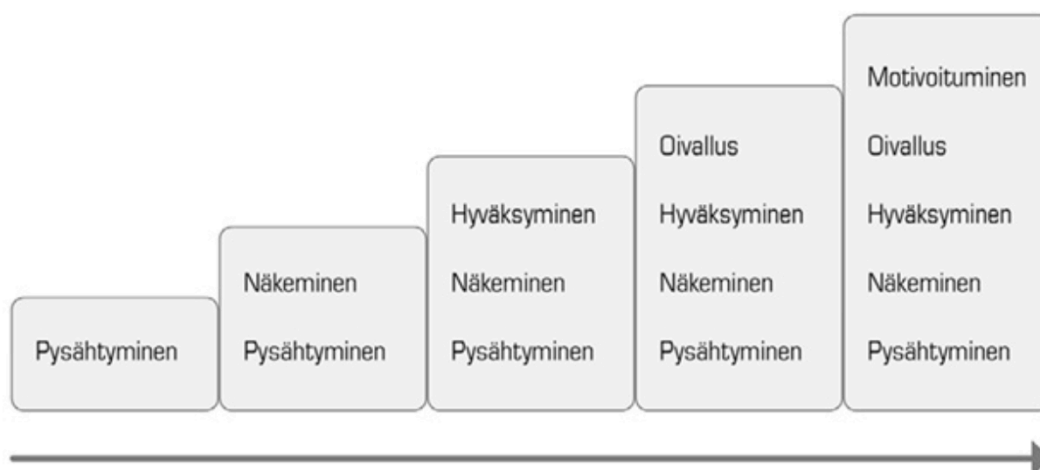 Pysähtyminen
Näkeminen
Pysähtyminen
Hyväksyminen
Näkeminen
Pysähtyminen
Oivallus
Hyväksyminen
Näkeminen
Pysähtyminen
Motivoituminen
Oivallus
Hyväksyminen
Näkeminen
Pysähtyminen